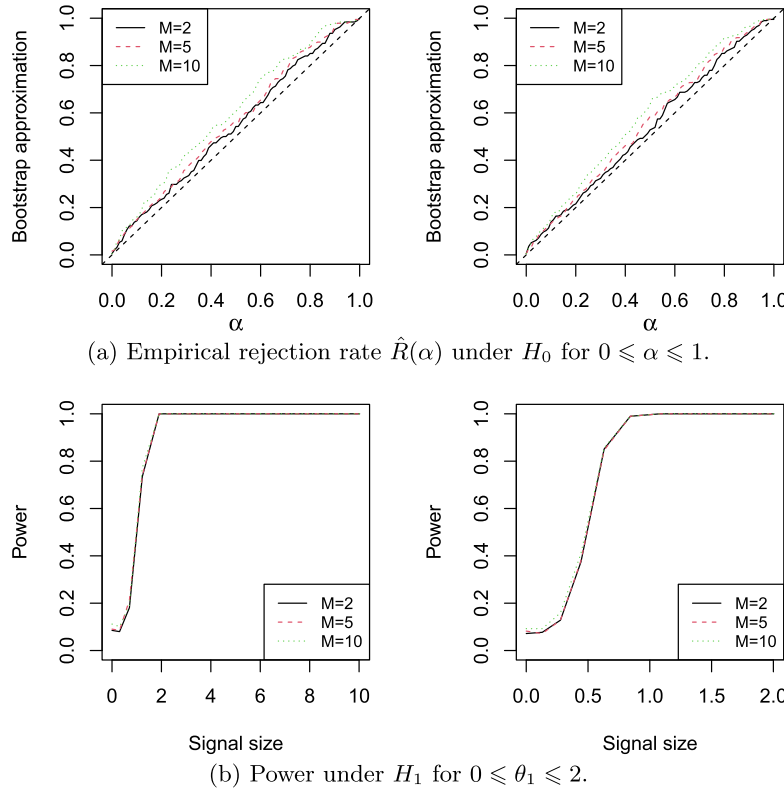 Bootstrap approximation
0.0 0.2 0.4 0.6 0.8 1.0
M=2
M=5
M=10
0.0 0.2 0.4 0.6 0.8 1.0
α
Bootstrap approximation
0.0 0.2 0.4 0.6 0.8 1.0
M=2
M=5
M=10
0.0 0.2 0.4 0.6 0.8 1.0
α
(a) Empirical rejection rate R̂(α) under H₀ for 0 ⩽ α ⩽ 1.
Power
0.0 0.2 0.4 0.6 0.8 1.0
M=2
M=5
M=10
0 2 4 6 8 10
Signal size
Power
0.0 0.2 0.4 0.6 0.8 1.0
M=2
M=5
M=10
0.0 0.5 1.0 1.5 2.0
Signal size
(b) Power under H₁ for 0 ⩽ θ₁ ⩽ 2.